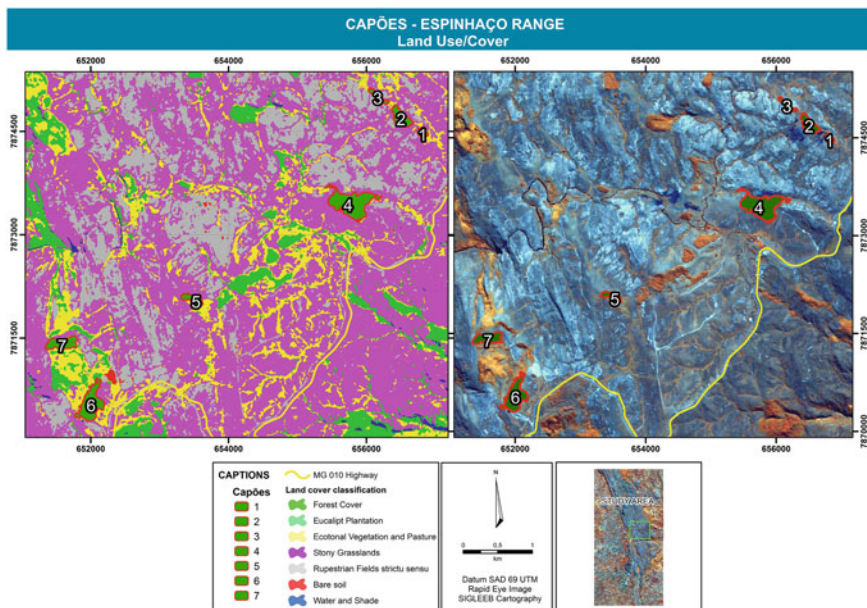 CAPÕES - ESPINHAÇO RANGE
Land Use/Cover
652000 654000 656000
652000 654000 656000
7874500
7873000
7871500
3
2
1
4
5
7
6
652000 654000 656000
3
2
1
4
5
7
6
7874500
7873000
7871500
7870000
652000 654000 656000
CAPTIONS
Capões
1
2
3
4
5
6
7
MG 010 Highway
Land cover classification
Forest Cover
Eucalipt Plantation
Ecotonal Vegetation and Pasture
Stony Grasslands
Rupestrian Fields strictu sensu
Bare soil
Water and Shade
N
0 0.5 1
km
Datum SAD 69 UTM
Rapid Eye Image
SIGLEEB Cartography
STUDY AREA